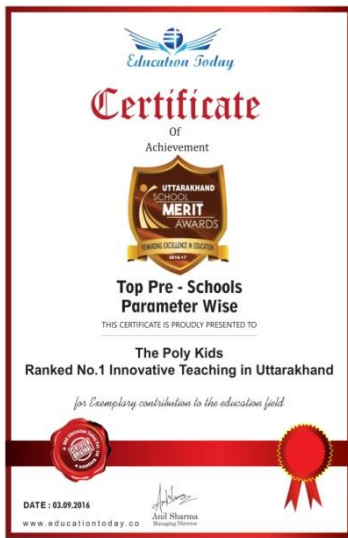 Education Today
Certificate
Of
Achievement
UTTARAKHAND
SCHOOL
MERIT
AWARDS
REWARDING EXCELLENCE IN EDUCATION
2016-17
Top Pre - Schools
Parameter Wise
THIS CERTIFICATE IS PROUDLY PRESENTED TO
The Poly Kids
Ranked No.1 Innovative Teaching in Uttarakhand
for Exemplary contribution to the education field
DATE : 03.09.2016
Anil Sharma
Managing Director
www.educationtoday.co